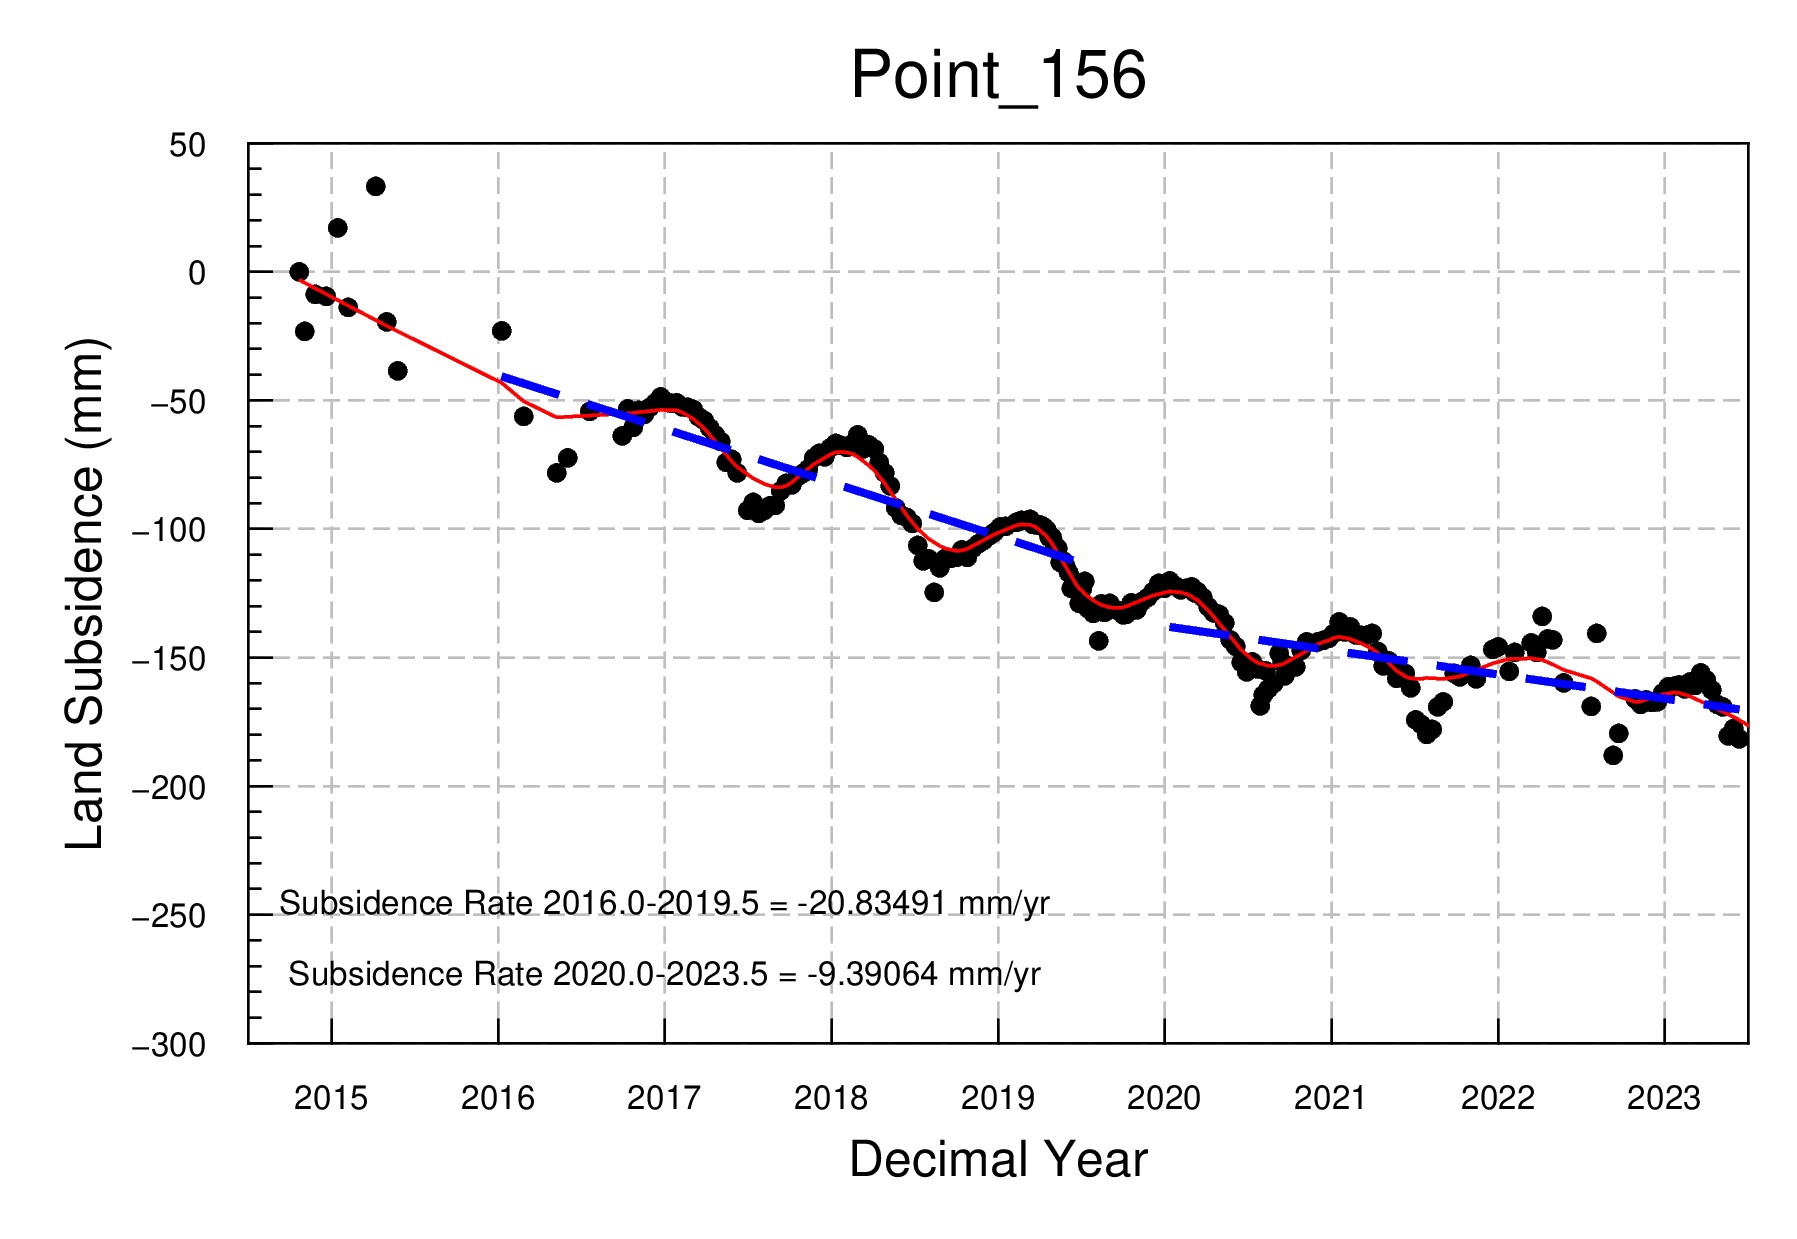 Point_156
50
0
−50
−100
−150
−200
−250
−300
Land Subsidence (mm)
Subsidence Rate 2016.0-2019.5 = -20.83491 mm/yr
Subsidence Rate 2020.0-2023.5 = -9.39064 mm/yr
2015 2016 2017 2018 2019 2020 2021 2022 2023
Decimal Year